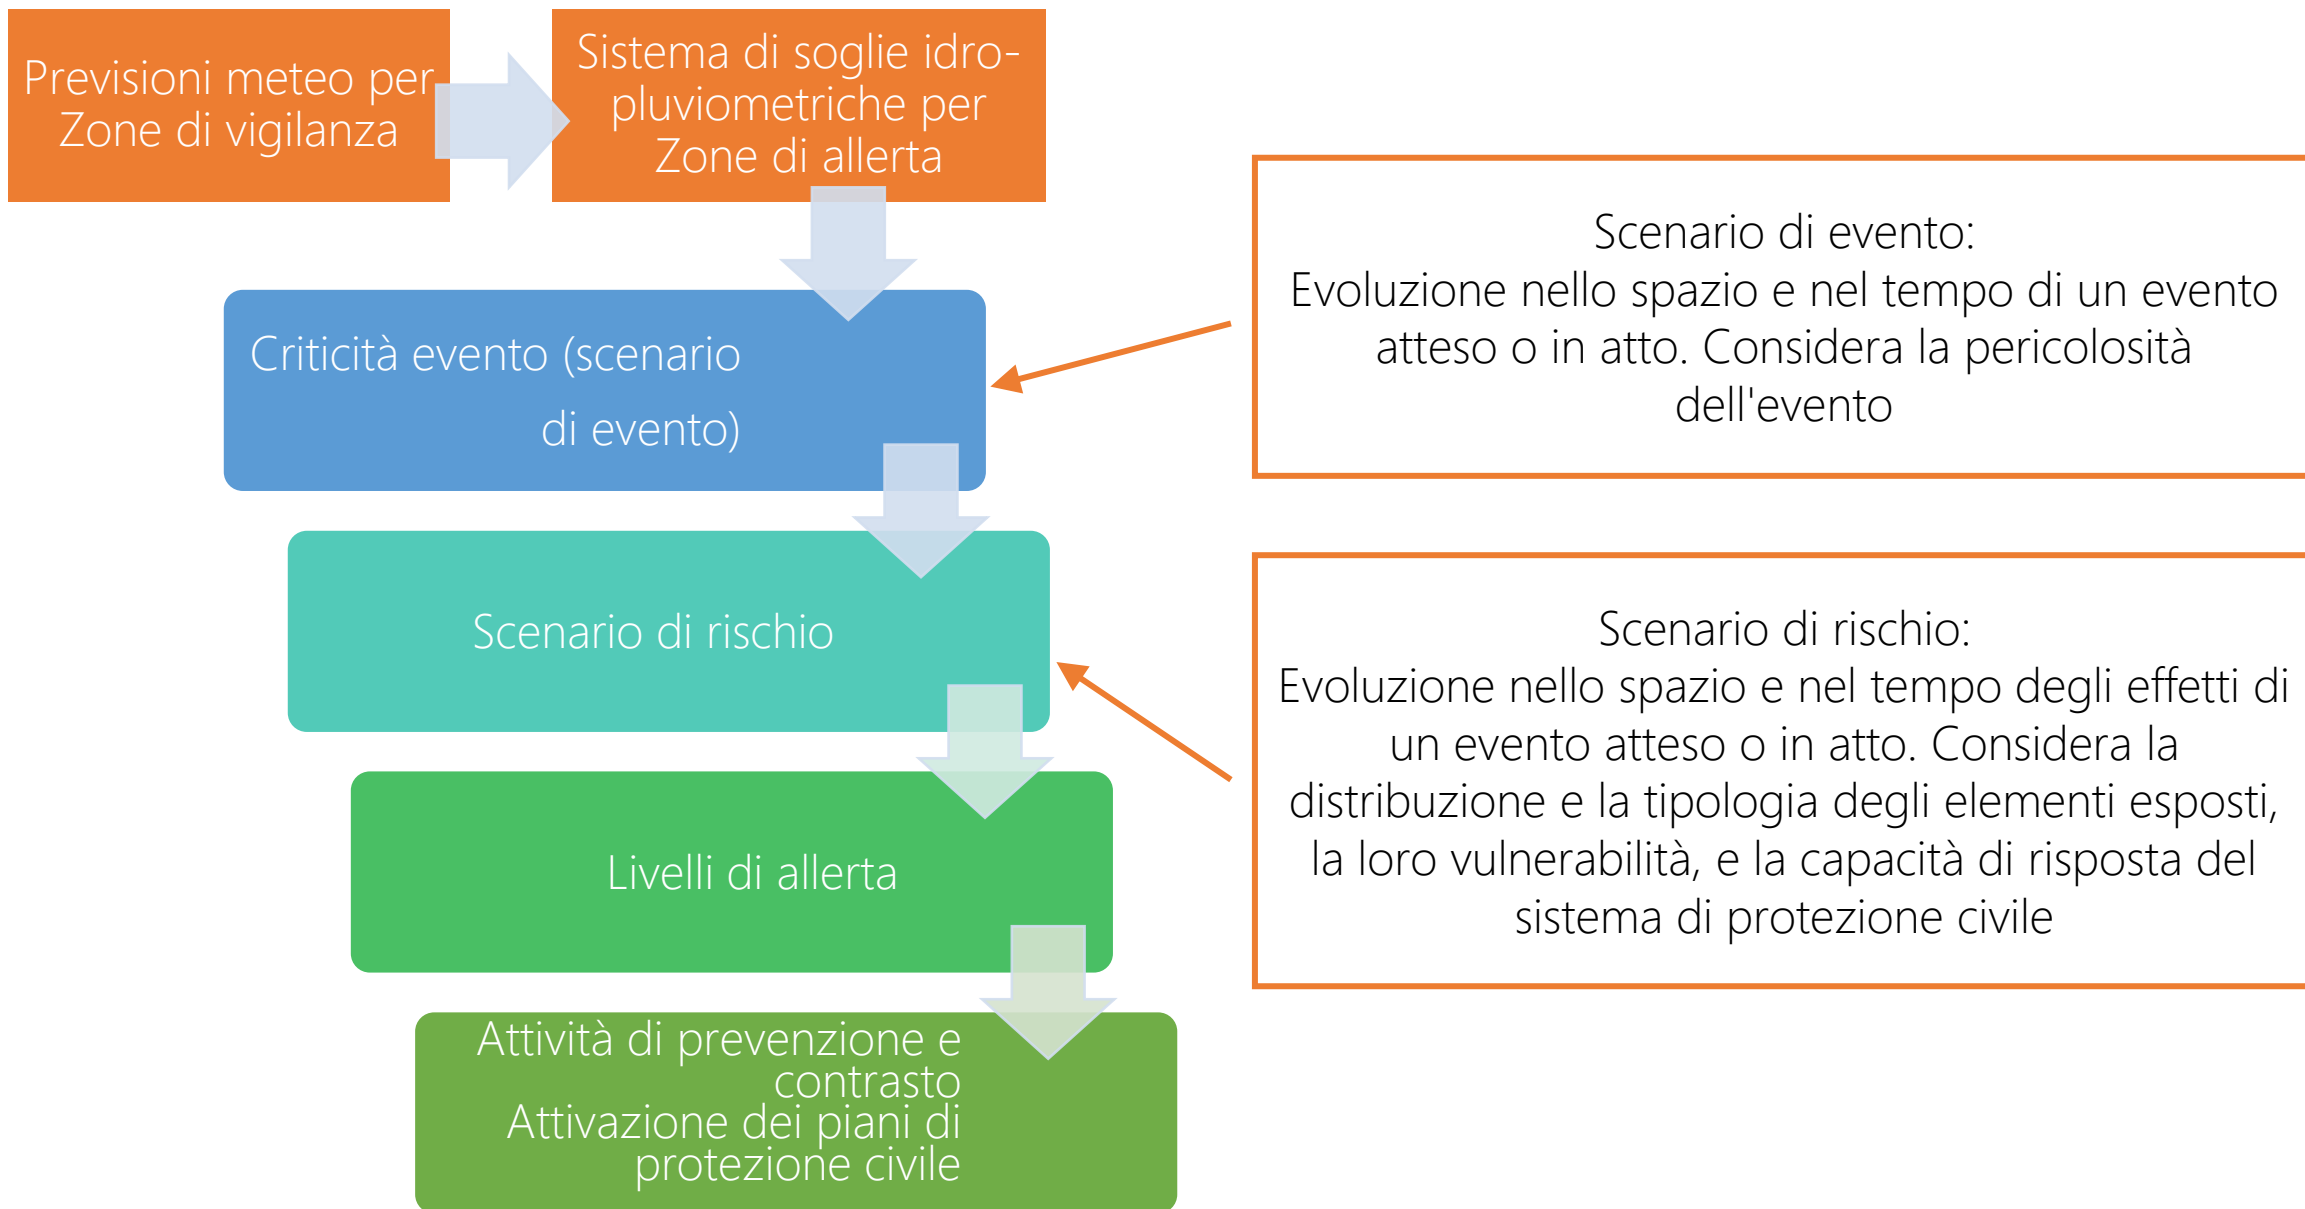 Previsioni meteo per
Zone di vigilanza
Sistema di soglie idro-
pluviometriche per
Zone di allerta
Criticità evento (scenario
di evento)
Scenario di rischio
Livelli di allerta
Attività di prevenzione e
contrasto
Attivazione dei piani di
protezione civile
Scenario di evento:
Evoluzione nello spazio e nel tempo di un evento
atteso o in atto. Considera la pericolosità
dell'evento
Scenario di rischio:
Evoluzione nello spazio e nel tempo degli effetti di
un evento atteso o in atto. Considera la
distribuzione e la tipologia degli elementi esposti,
la loro vulnerabilità, e la capacità di risposta del
sistema di protezione civile